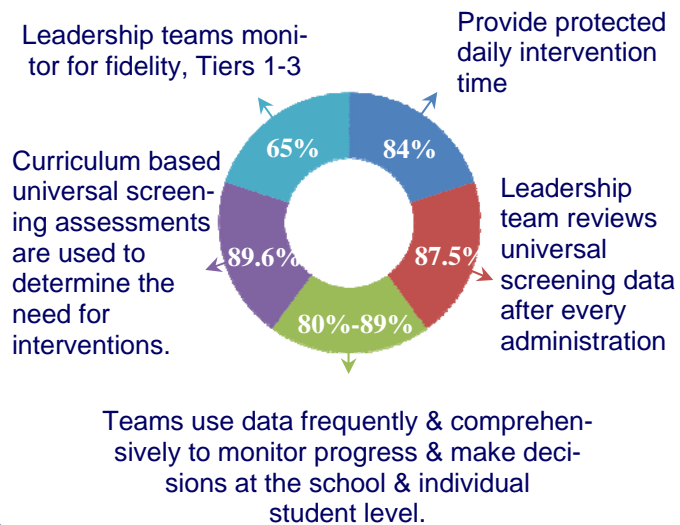 Leadership teams moni-
tor for fidelity, Tiers 1-3
Provide protected
daily intervention
time
65%
84%
Curriculum based
universal screen-
ing assessments
are used to
determine the
need for
interventions.
89.6%
87.5%
Leadership
team reviews
universal
screening data
after every
administration
80%-89%
Teams use data frequently & comprehen-
sively to monitor progress & make deci-
sions at the school & individual
student level.